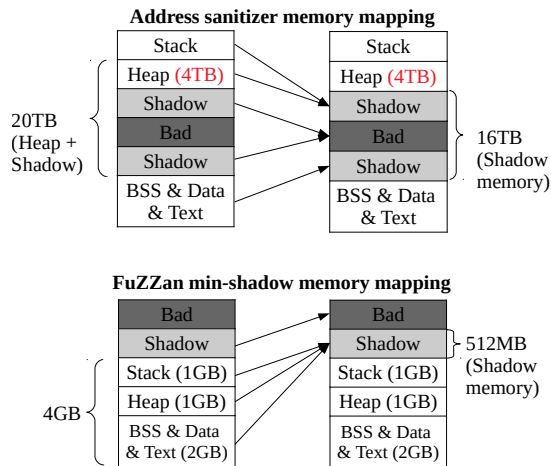 Address sanitizer memory mapping
Stack
Heap (4TB)
Shadow
Bad
Shadow
BSS & Data
& Text
20TB
(Heap +
Shadow)
Stack
Heap (4TB)
Shadow
Bad
Shadow
BSS & Data
& Text
16TB
(Shadow
memory)
FuZZan min-shadow memory mapping
Bad
Shadow
Stack (1GB)
Heap (1GB)
BSS & Data
& Text (2GB)
4GB
Bad
Shadow
Stack (1GB)
Heap (1GB)
BSS & Data
& Text (2GB)
512MB
(Shadow
memory)